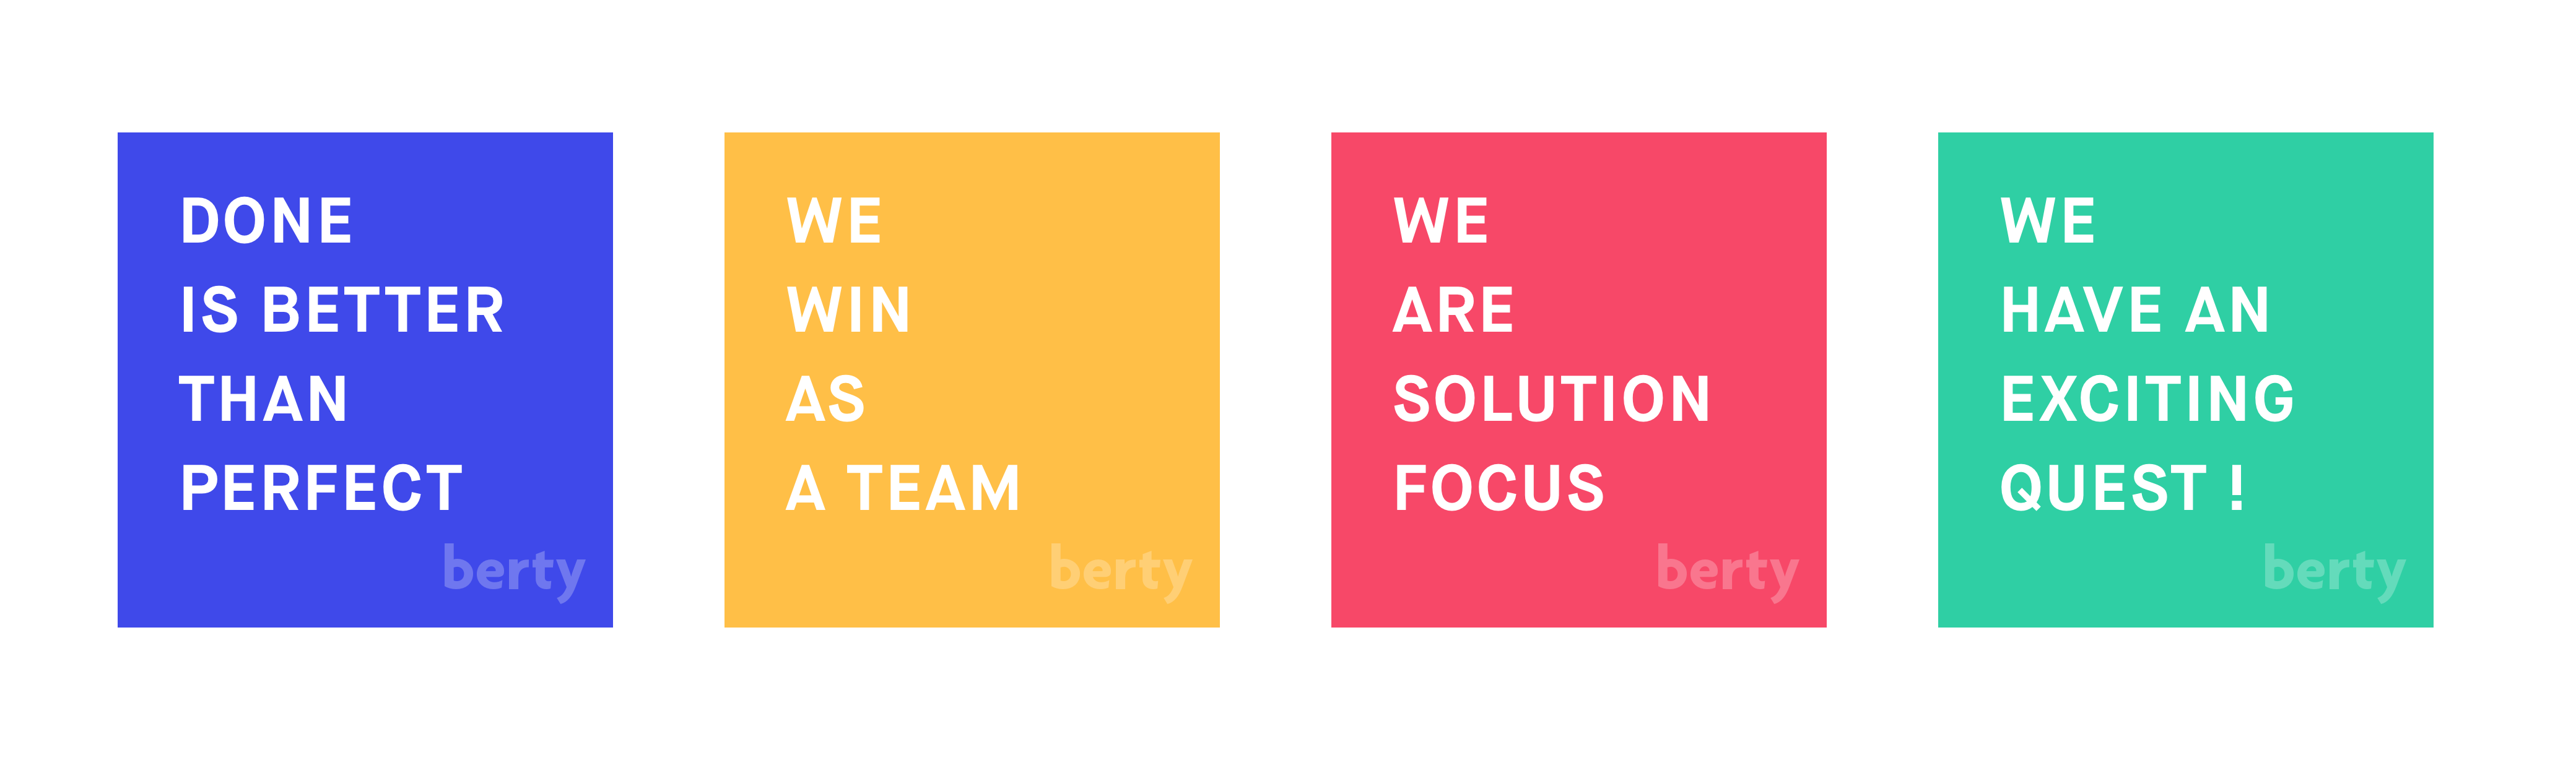 DONE
IS BETTER
THAN
PERFECT
berty
WE
WIN
AS
A TEAM
berty
WE
ARE
SOLUTION
FOCUS
berty
WE
HAVE AN
EXCITING
QUEST !
berty